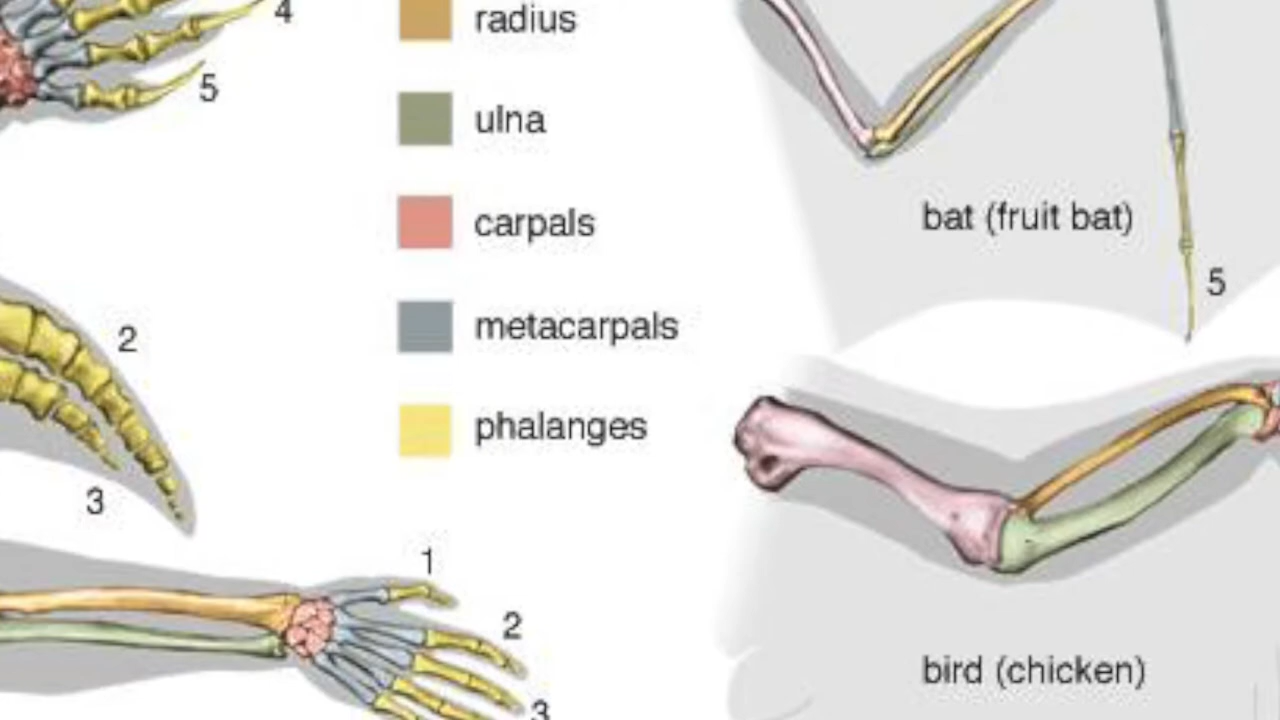 4
5
radius
ulna
carpals
metacarpals
phalanges
2
3
1
2
3
bat (fruit bat)
5
bird (chicken)